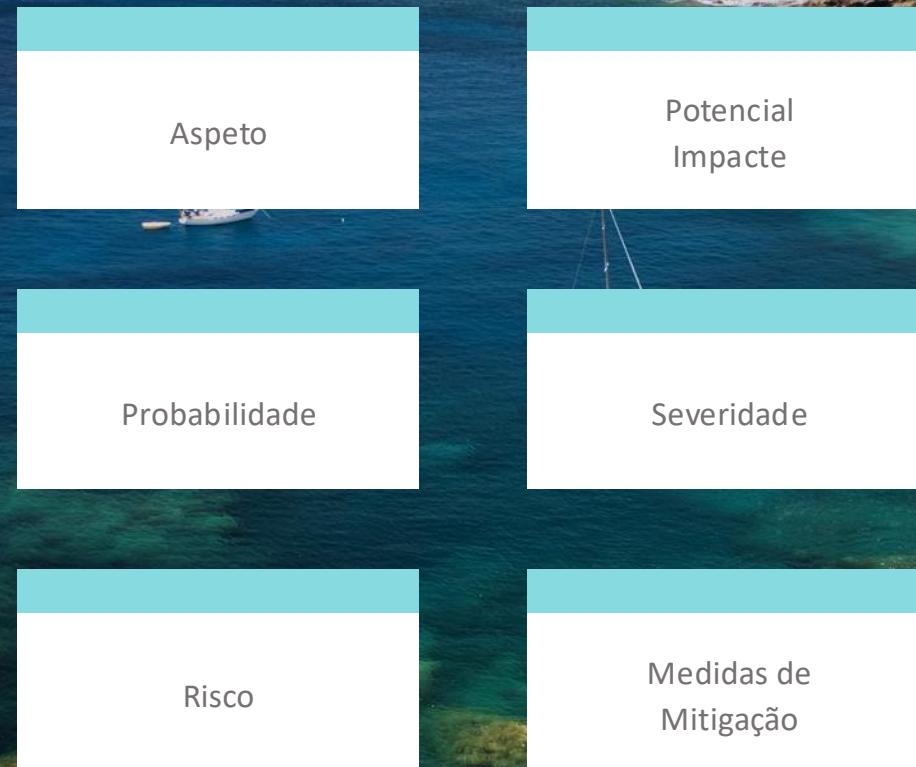 Aspeto
Potencial
Impacte
Probabilidade
Severidade
Risco
Medidas de
Mitigação